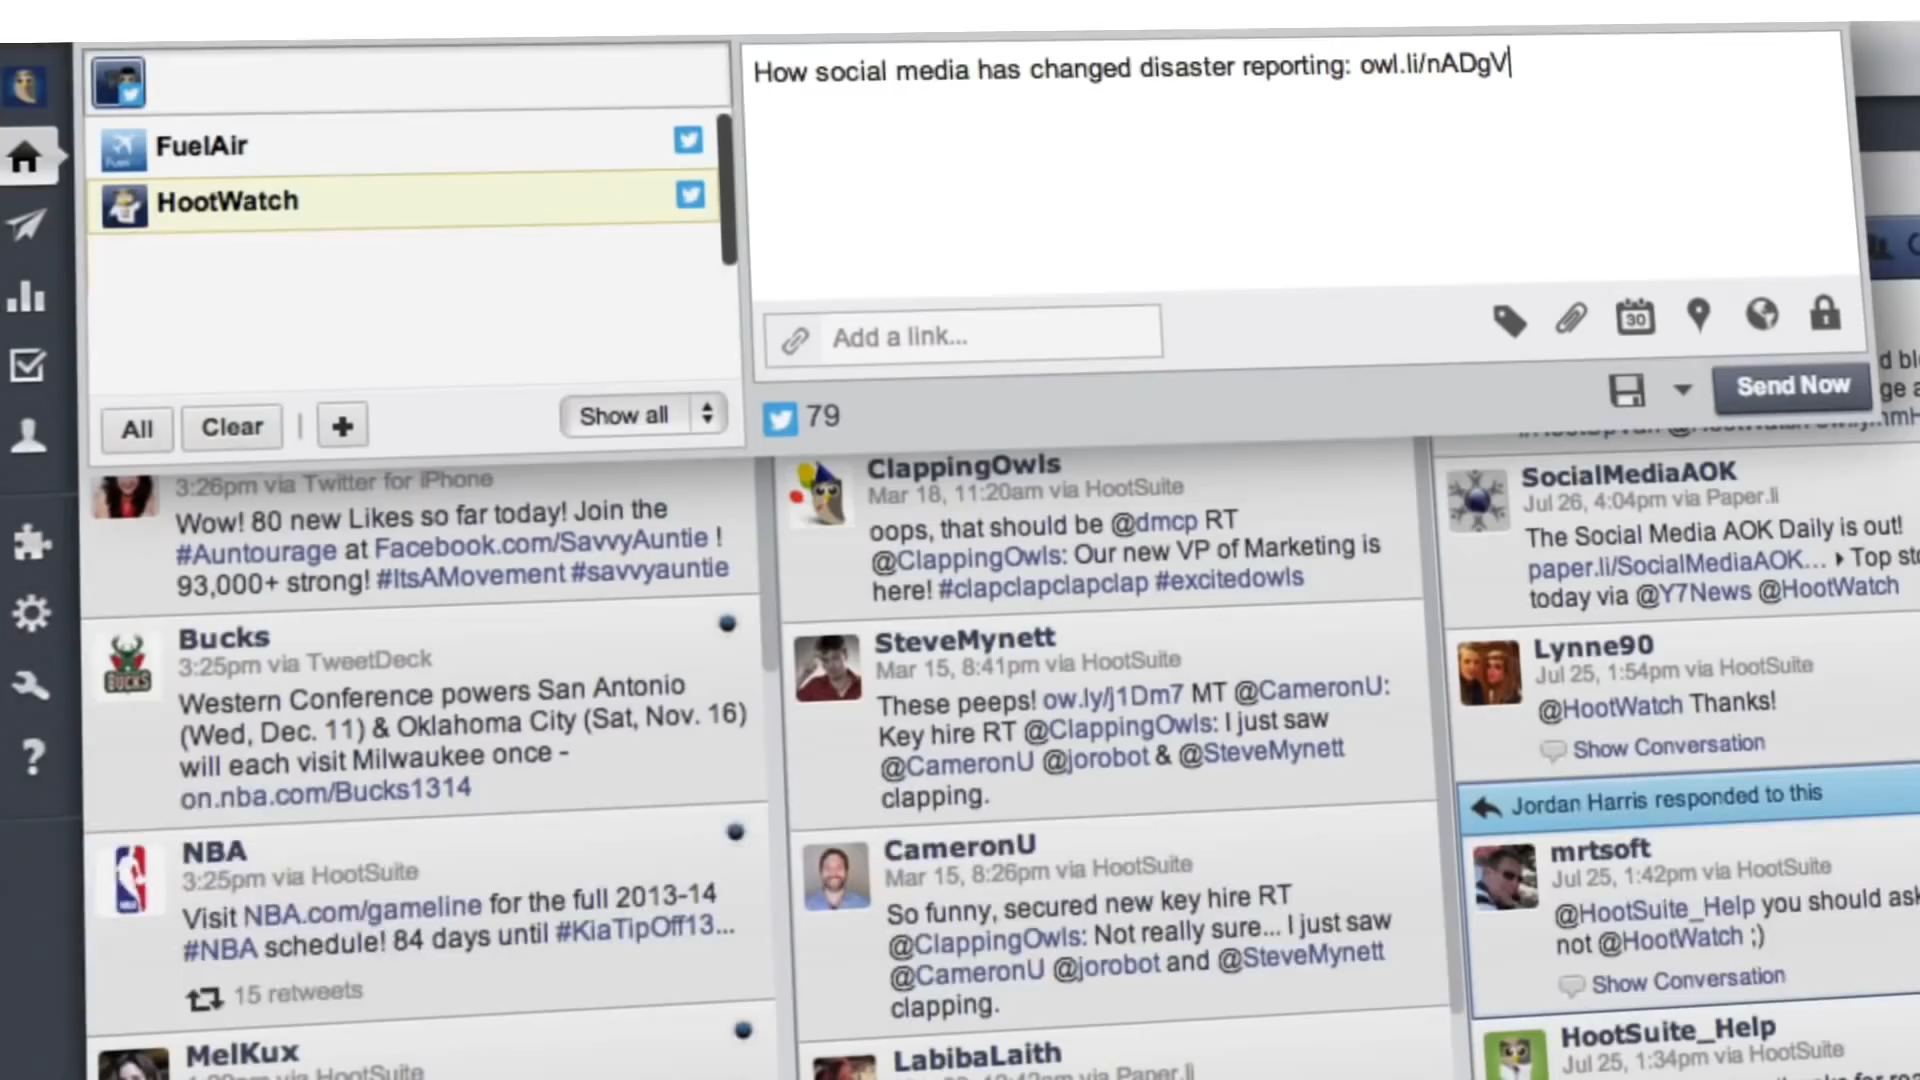 How social media has changed disaster reporting: owl.li/nADgV
FuelAir
HootWatch
Add a link...
30
All
Clear
Show all
79
Send Now
3:26pm via Twitter for iPhone
Wow! 80 new Likes so far today! Join the
#Auntourage at Facebook.com/SavvyAuntie !
93,000+ strong! #ItsAMovement #savvyauntie
Bucks
3:25pm via TweetDeck
BUCKS
Western Conference powers San Antonio
(Wed, Dec. 11) & Oklahoma City (Sat, Nov. 16)
will each visit Milwaukee once -
on.nba.com/Bucks1314
NBA
3:25pm via HootSuite
Visit NBA.com/gameline for the full 2013-14
#NBA schedule! 84 days until #KiaTipOff13...
15 retweets
MelKux
via HootSuite
ClappingOwls
Mar 18, 11:20am via HootSuite
oops, that should be @dmcp RT
@ClappingOwls: Our new VP of Marketing is
here! #clapclapclapclap #excitedowls
SteveMynett
Mar 15, 8:41pm via HootSuite
These peeps! ow.ly/j1Dm7 MT @CameronU:
Key hire RT @ClappingOwls: I just saw
@CameronU @jorobot & @SteveMynett
clapping.
CameronU
Mar 15, 8:26pm via HootSuite
So funny, secured new key hire RT
@ClappingOwls: Not really sure... I just saw
@CameronU @jorobot and @SteveMynett
clapping.
LabibaLaith
via Paper.li
SocialMediaAOK
Jul 26, 4:04pm via Paper.li
The Social Media AOK Daily is out!
paper.li/SocialMediaAOK... Top
today via @Y7News @HootWatch
Lynne90
Jul 25, 1:54pm via HootSuite
@HootWatch Thanks!
Show Conversation
Jordan Harris responded to this
mrtsoft
Jul 25, 1:42pm via HootSuite
@HootSuite_Help you should ask
not @HootWatch ;)
Show Conversation
HootSuite_Help
Jul 25, 1:34pm via HootSuite